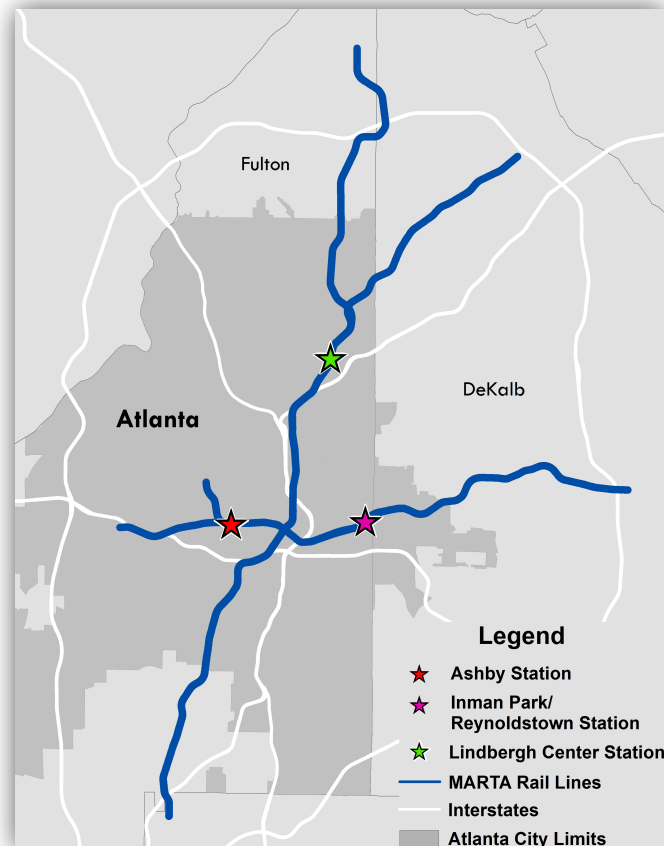 Fulton
DeKalb
Atlanta
Legend
Ashby Station
Inman Park/
Reynoldstown Station
Lindbergh Center Station
MARTA Rail Lines
Interstates
Atlanta City Limits